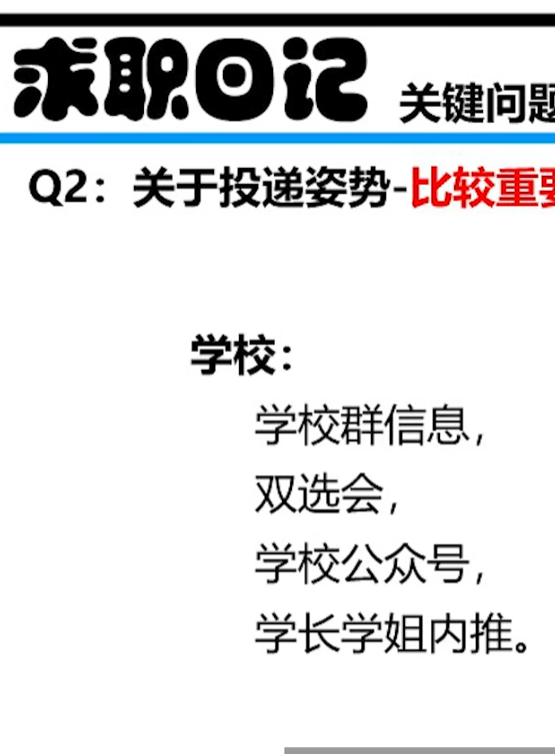 求职日记 关键问题
Q2：关于投递姿势-比较重要
学校：
学校群信息，
双选会，
学校公众号，
学长学姐内推。